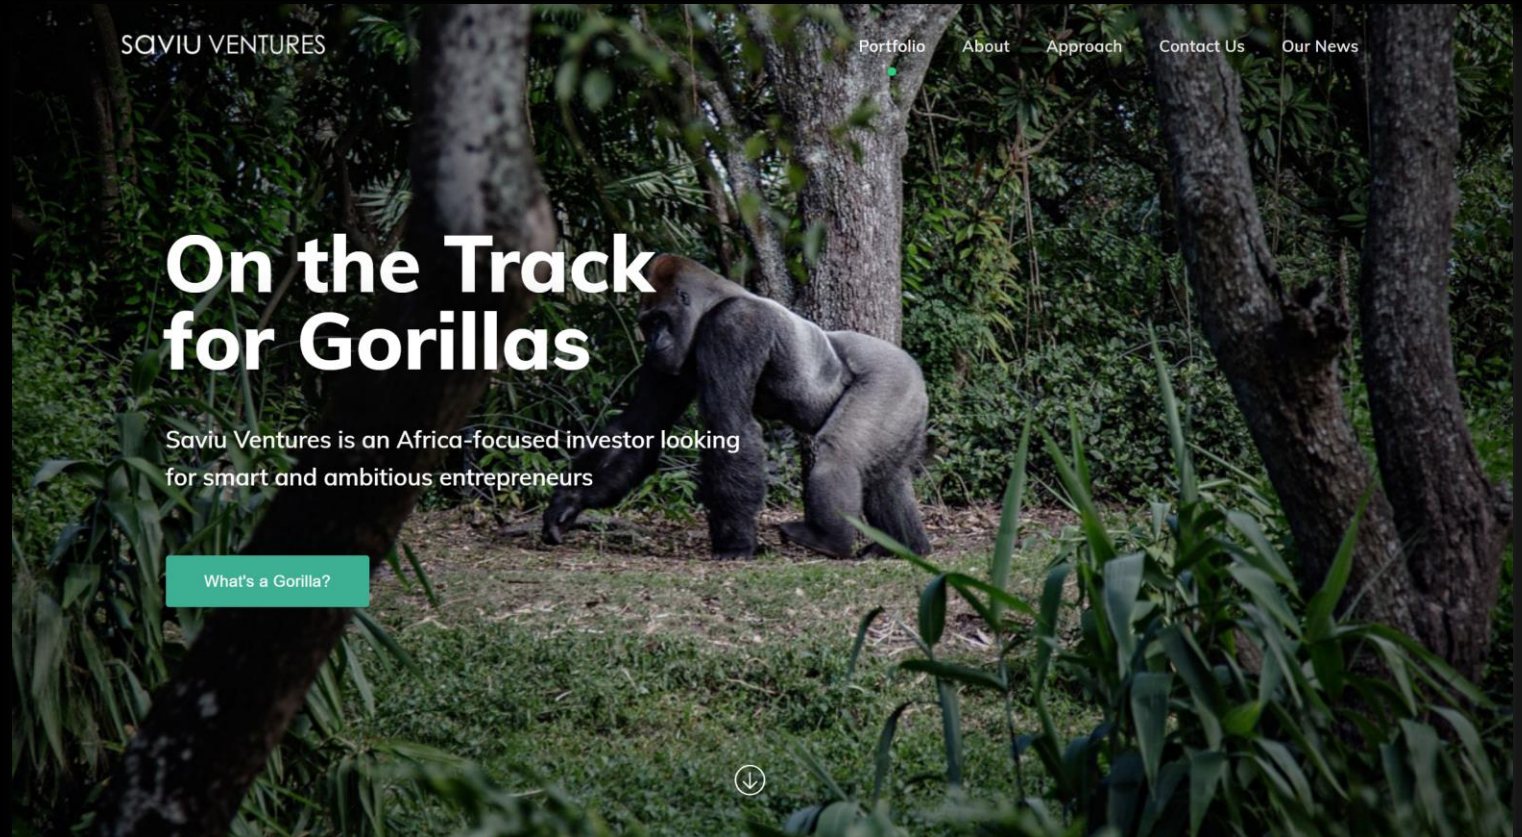 SAVIU VENTURES
Portfolio
About
Approach
Contact Us
Our News
On the Track
for Gorillas
Saviu Ventures is an Africa-focused investor looking
for smart and ambitious entrepreneurs
What's a Gorilla?